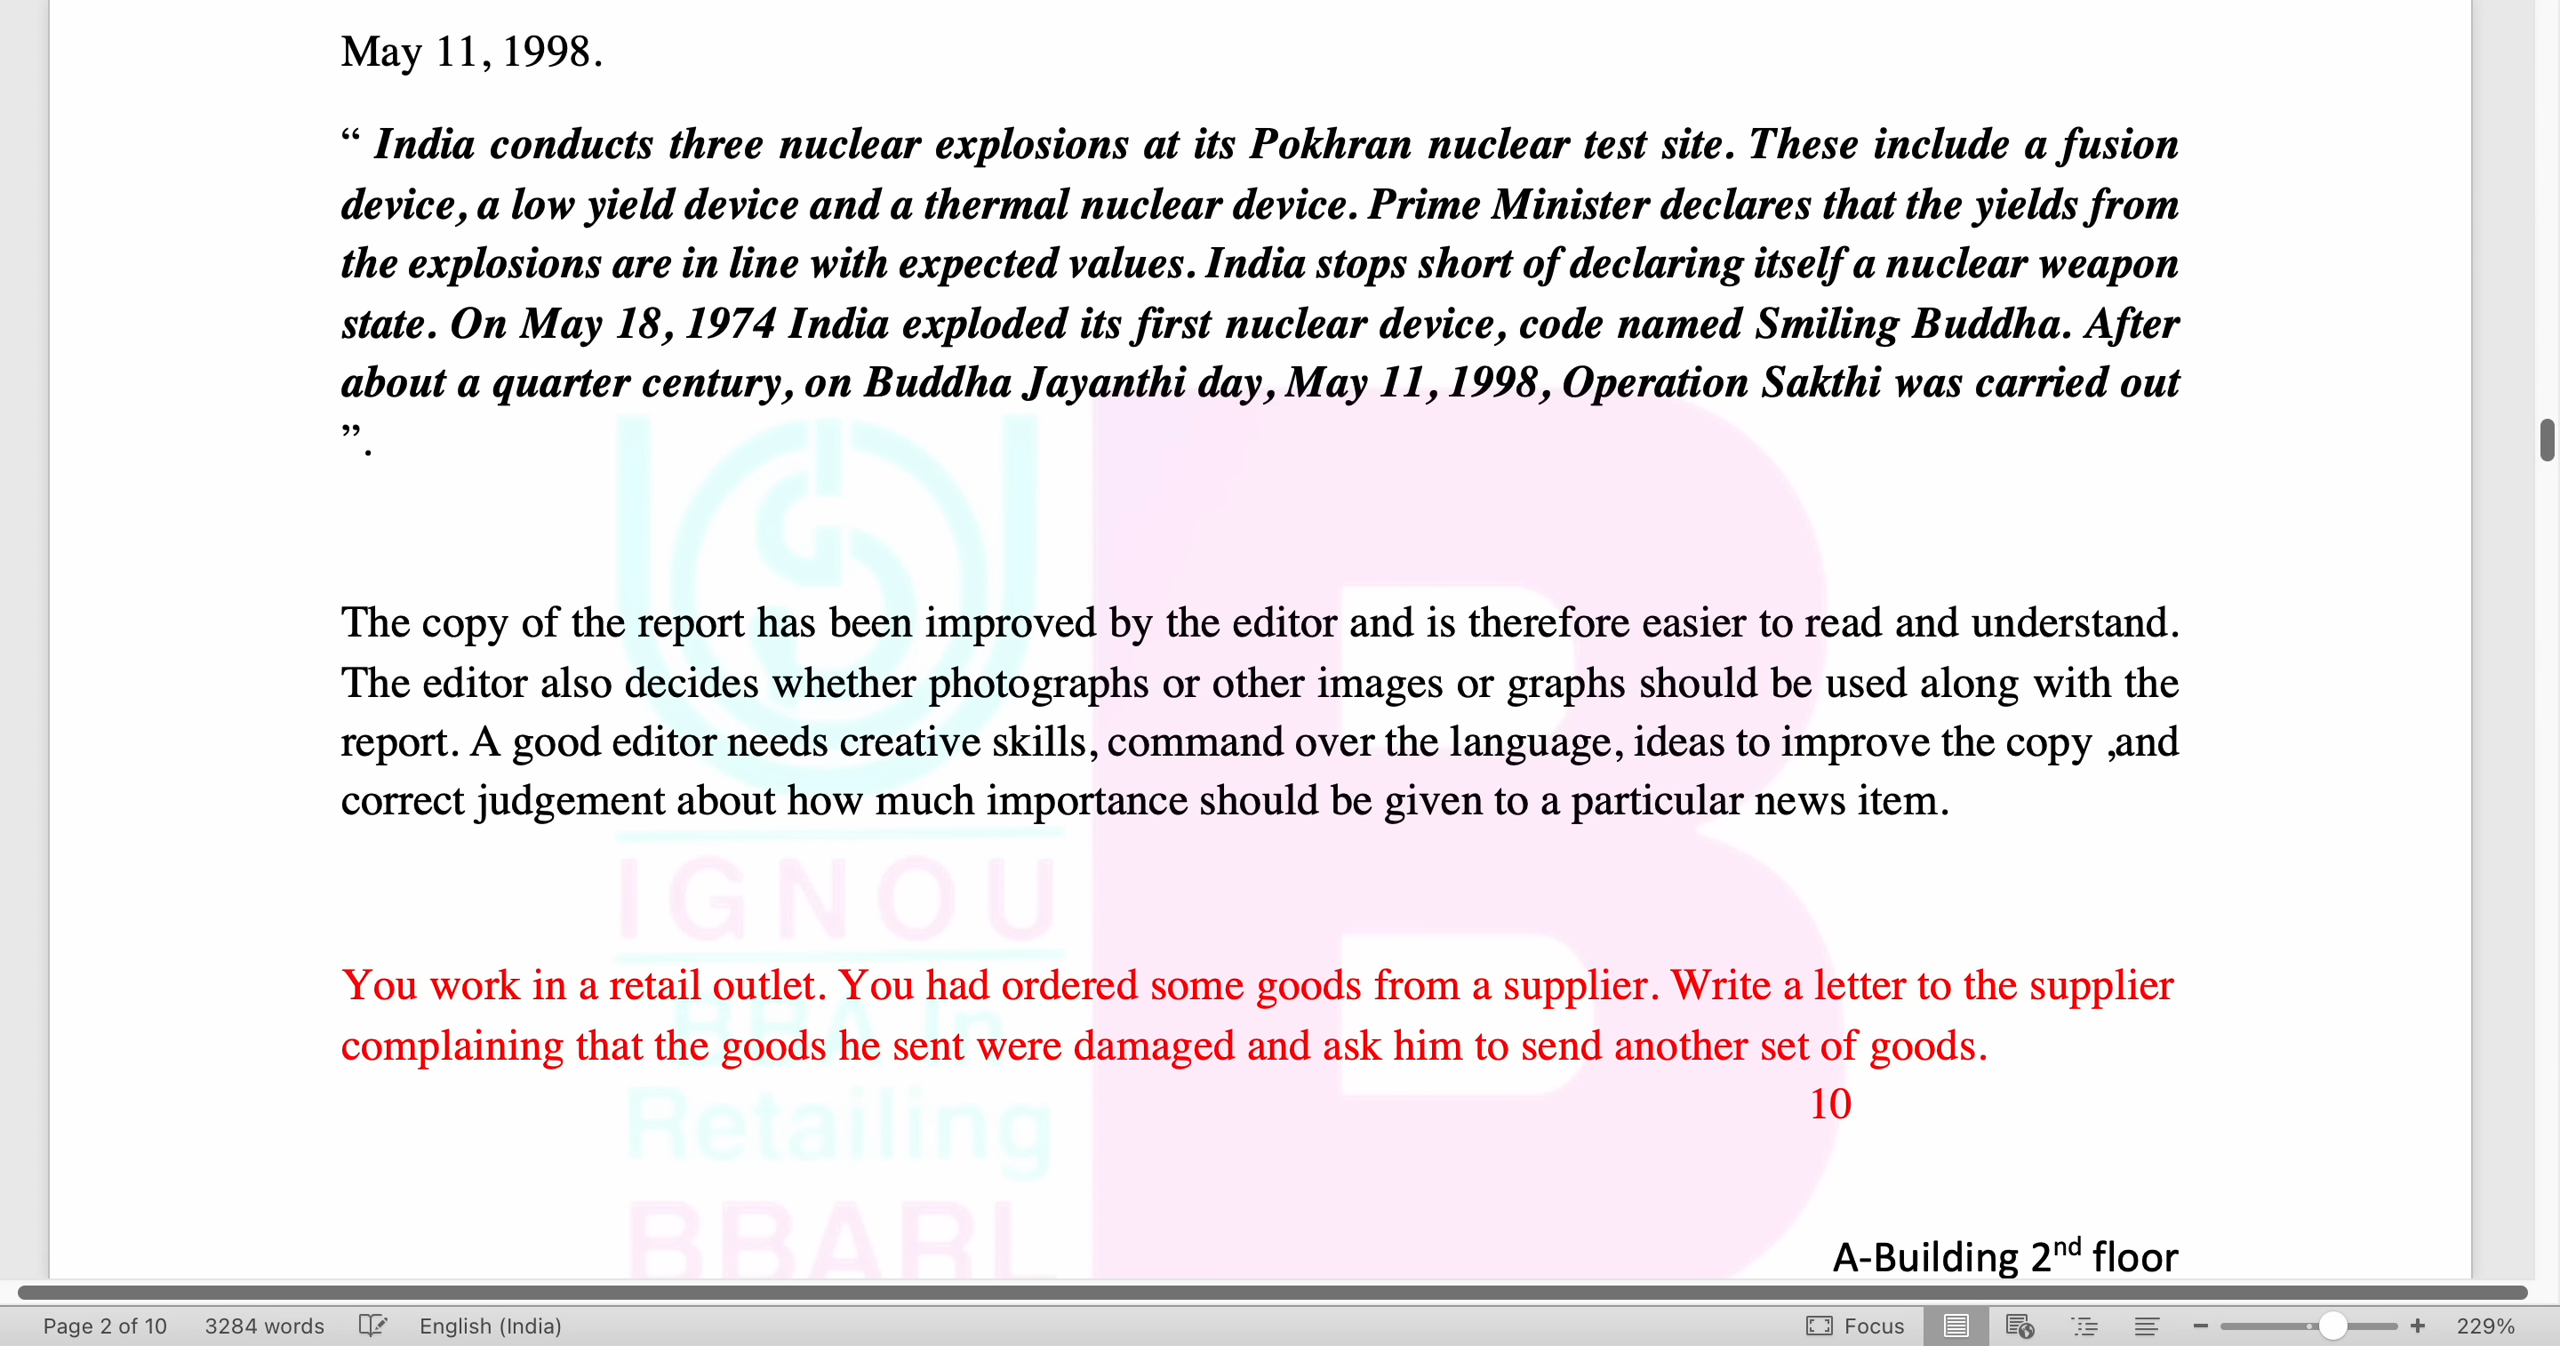 May 11, 1998.
“ India conducts three nuclear explosions at its Pokhran nuclear test site. These include a fusion
device, a low yield device and a thermal nuclear device. Prime Minister declares that the yields from
the explosions are in line with expected values. India stops short of declaring itself a nuclear weapon
state. On May 18, 1974 India exploded its first nuclear device, code named Smiling Buddha. After
about a quarter century, on Buddha Jayanthi day, May 11, 1998, Operation Sakthi was carried out
”.
The copy of the report has been improved by the editor and is therefore easier to read and understand.
The editor also decides whether photographs or other images or graphs should be used along with the
report. A good editor needs creative skills, command over the language, ideas to improve the copy ,and
correct judgement about how much importance should be given to a particular news item.
IGNOU
You work in a retail outlet. You had ordered some goods from a supplier. Write a letter to the supplier
BBA In
complaining that the goods he sent were damaged and ask him to send another set of goods.
10
Retailing
BBARL
A-Building 2nd floor
Page 2 of 10 3284 words English (India) Focus 229%